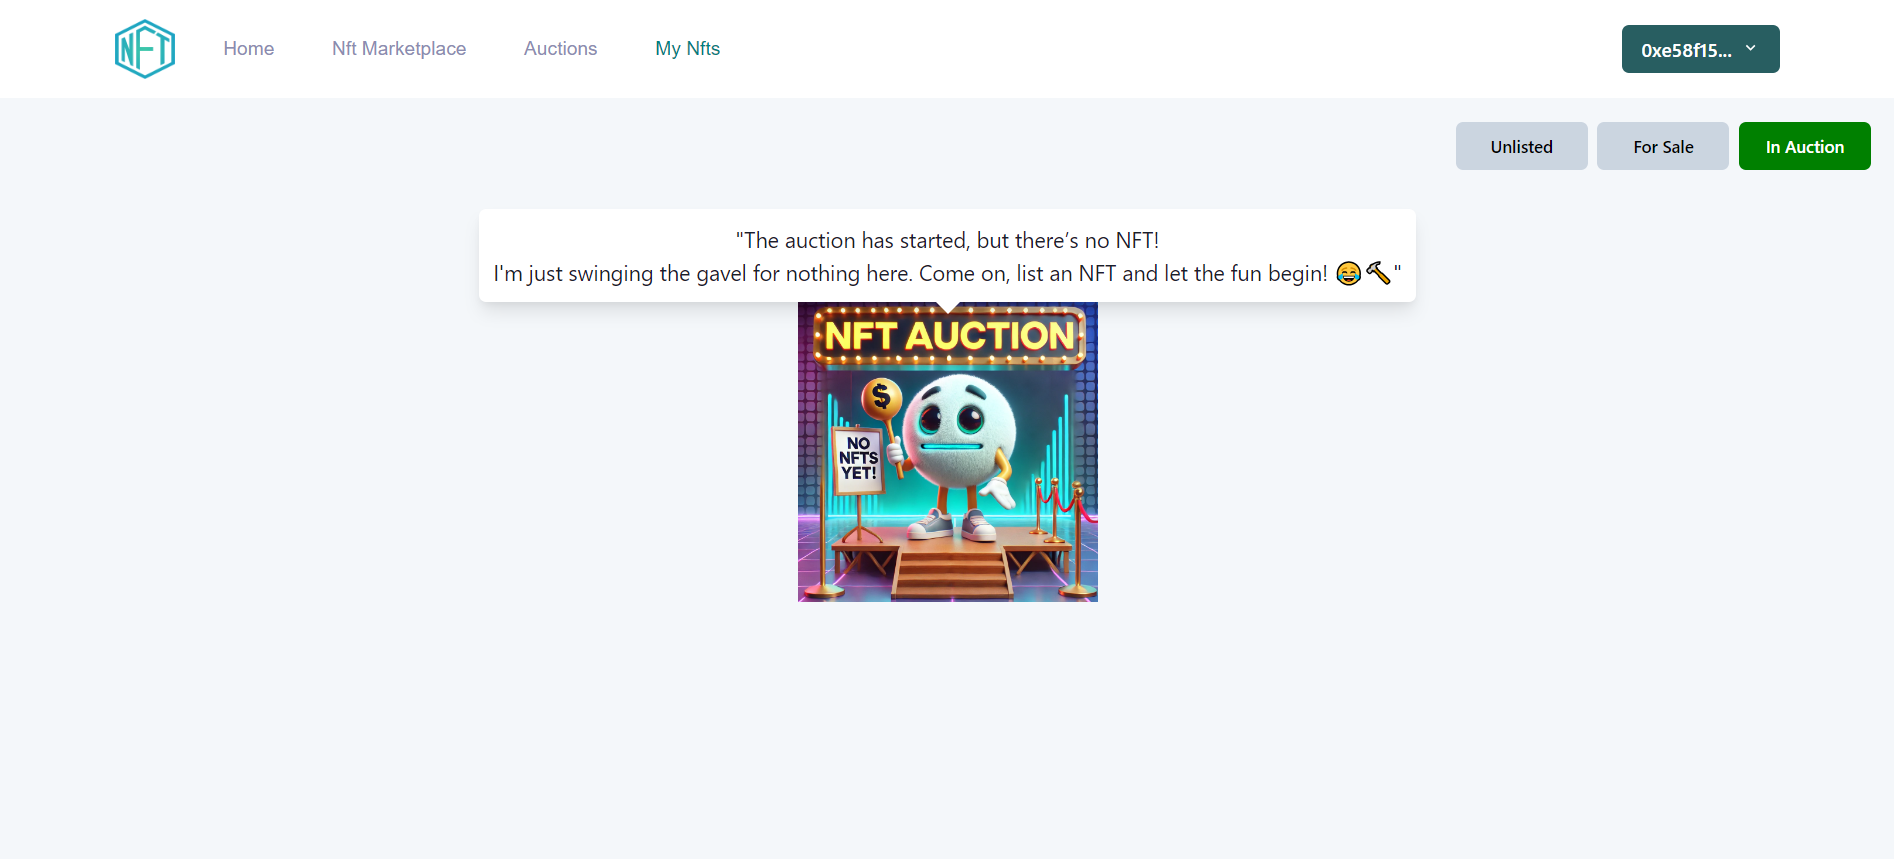 NFT
Home
Nft Marketplace
Auctions
My Nfts
0xe58f15...
Unlisted
For Sale
In Auction
"The auction has started, but there’s no NFT!
I'm just swinging the gavel for nothing here. Come on, list an NFT and let the fun begin! 😂🔨"
NFT AUCTION
$
NO
NFTS
YET!